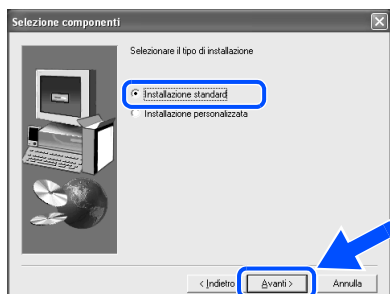 Selezione componenti
Selezionare il tipo di installazione
Installazione standard
Installazione personalizzata
< Indietro
Avanti >
Annulla